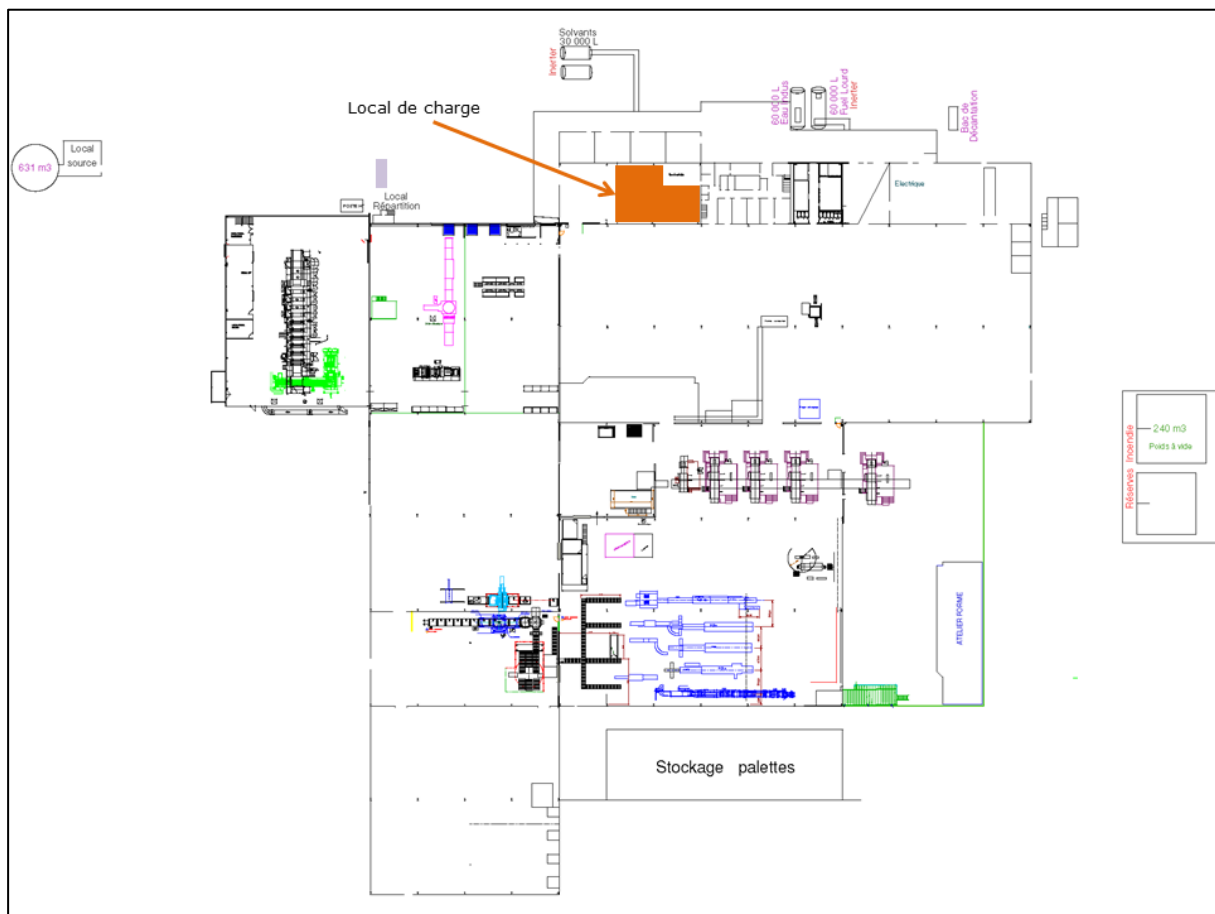 Solvants
30 000 L
Inerter
Local de charge
60 000 L
Eau Indus
60 000 L
Fuel Lourd
Inerter
Bac de
Décantation
631 m3
Local
source
Local
Répartition
Electrique
240 m3
Poids à vide
Réserves Incendie
ATELIER FORME
Stockage palettes